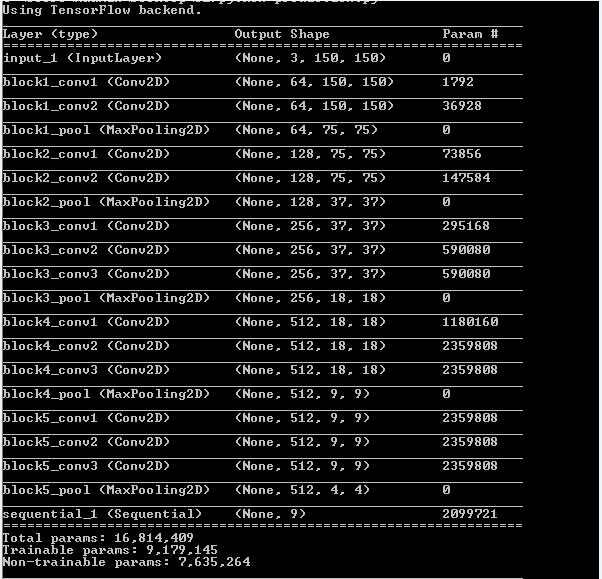 Using TensorFlow backend.
Layer (type) Output Shape Param #
input_1 (InputLayer) (None, 3, 150, 150) 0
block1_conv1 (Conv2D) (None, 64, 150, 150) 1792
block1_conv2 (Conv2D) (None, 64, 150, 150) 36928
block1_pool (MaxPooling2D) (None, 64, 75, 75) 0
block2_conv1 (Conv2D) (None, 128, 75, 75) 73856
block2_conv2 (Conv2D) (None, 128, 75, 75) 147584
block2_pool (MaxPooling2D) (None, 128, 37, 37) 0
block3_conv1 (Conv2D) (None, 256, 37, 37) 295168
block3_conv2 (Conv2D) (None, 256, 37, 37) 590080
block3_conv3 (Conv2D) (None, 256, 37, 37) 590080
block3_pool (MaxPooling2D) (None, 256, 18, 18) 0
block4_conv1 (Conv2D) (None, 512, 18, 18) 1180160
block4_conv2 (Conv2D) (None, 512, 18, 18) 2359808
block4_conv3 (Conv2D) (None, 512, 18, 18) 2359808
block4_pool (MaxPooling2D) (None, 512, 9, 9) 0
block5_conv1 (Conv2D) (None, 512, 9, 9) 2359808
block5_conv2 (Conv2D) (None, 512, 9, 9) 2359808
block5_conv3 (Conv2D) (None, 512, 9, 9) 2359808
block5_pool (MaxPooling2D) (None, 512, 4, 4) 0
sequential_1 (Sequential) (None, 9) 2099721
Total params: 16,814,409
Trainable params: 9,179,145
Non-trainable params: 7,635,264